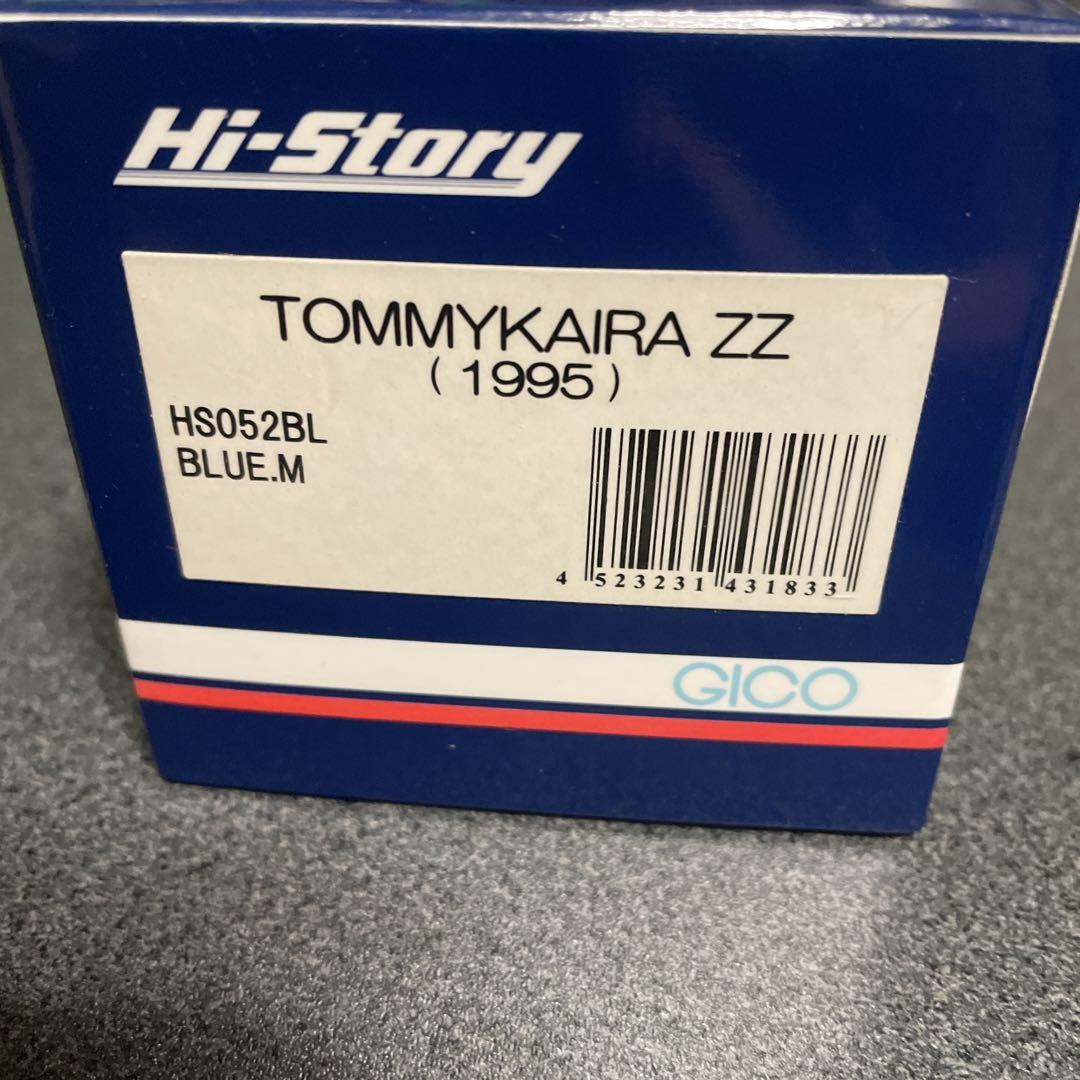 Hi-Story
TOMMYKAIRA ZZ
(1995)
HS052BL
BLUE.M
4 523231 431833
GICO